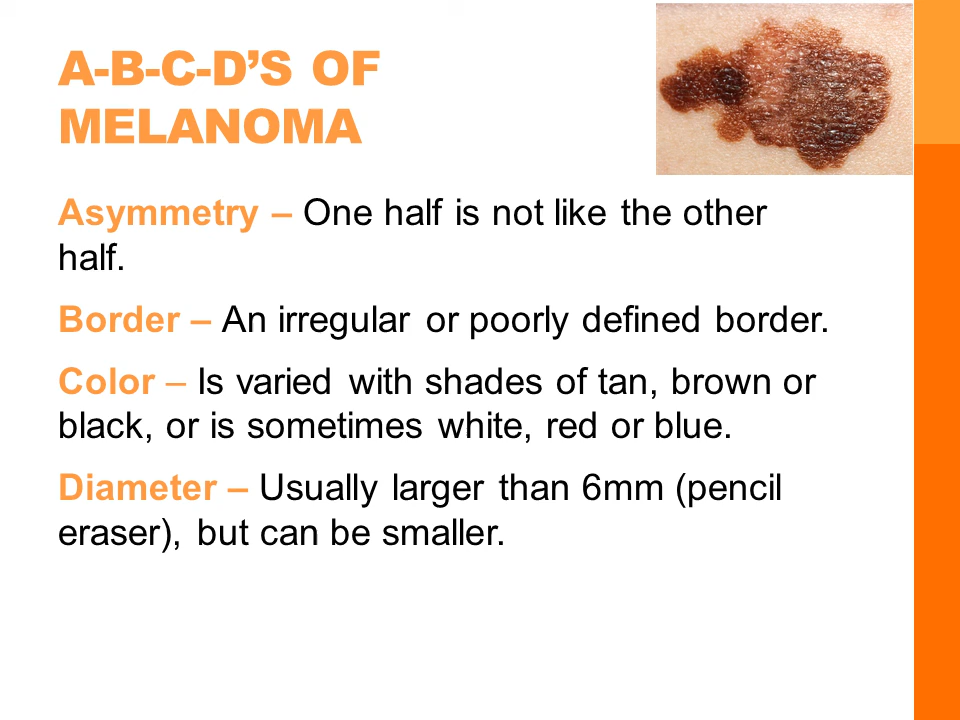 A-B-C-D’S OF
MELANOMA
Asymmetry – One half is not like the other
half.
Border – An irregular or poorly defined border.
Color – Is varied with shades of tan, brown or
black, or is sometimes white, red or blue.
Diameter – Usually larger than 6mm (pencil
eraser), but can be smaller.